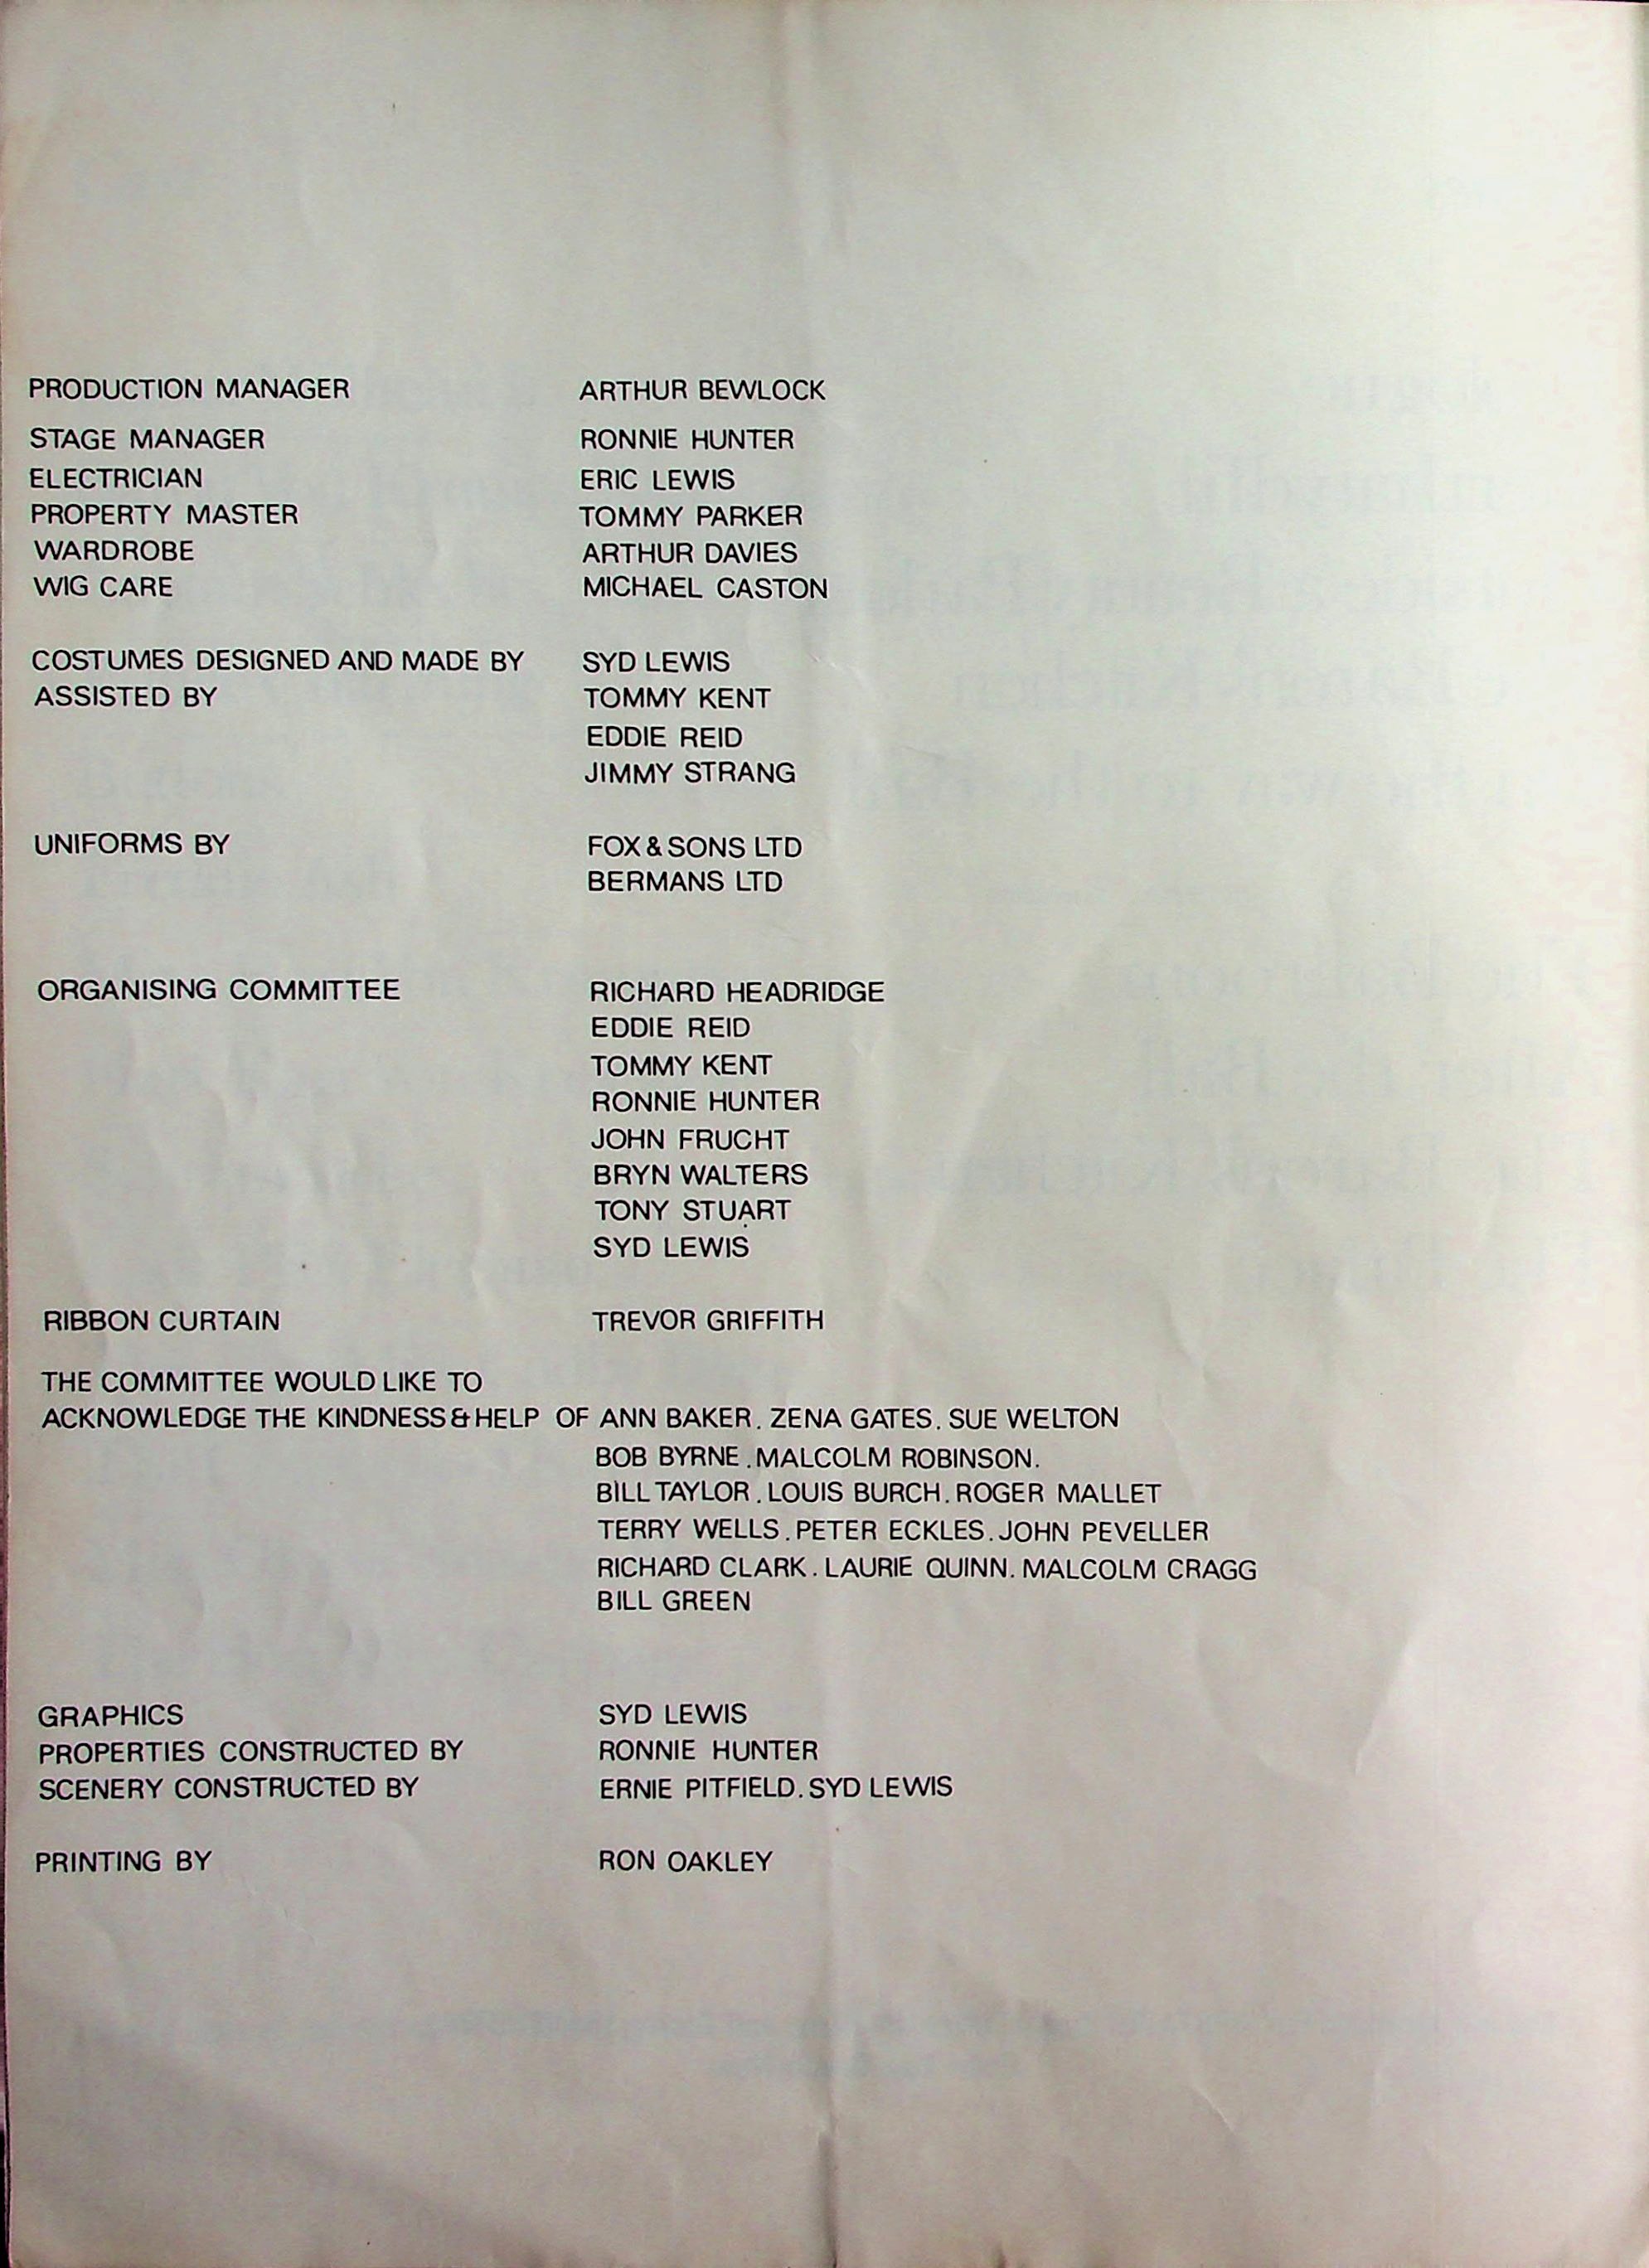 PRODUCTION MANAGER ARTHUR BEWLOCK
STAGE MANAGER RONNIE HUNTER
ELECTRICIAN ERIC LEWIS
PROPERTY MASTER TOMMY PARKER
WARDROBE ARTHUR DAVIES
WIG CARE MICHAEL CASTON
COSTUMES DESIGNED AND MADE BY SYD LEWIS
ASSISTED BY TOMMY KENT
EDDIE REID
JIMMY STRANG
UNIFORMS BY FOX & SONS LTD
BERMANS LTD
ORGANISING COMMITTEE RICHARD HEADRIDGE
EDDIE REID
TOMMY KENT
RONNIE HUNTER
JOHN FRUCHT
BRYN WALTERS
TONY STUART
SYD LEWIS
RIBBON CURTAIN TREVOR GRIFFITH
THE COMMITTEE WOULD LIKE TO
ACKNOWLEDGE THE KINDNESS & HELP OF ANN BAKER. ZENA GATES. SUE WELTON
BOB BYRNE. MALCOLM ROBINSON.
BILL TAYLOR. LOUIS BURCH. ROGER MALLET
TERRY WELLS. PETER ECKLES. JOHN PEVELLER
RICHARD CLARK. LAURIE QUINN. MALCOLM CRAGG
BILL GREEN
GRAPHICS SYD LEWIS
PROPERTIES CONSTRUCTED BY RONNIE HUNTER
SCENERY CONSTRUCTED BY ERNIE PITFIELD. SYD LEWIS
PRINTING BY RON OAKLEY